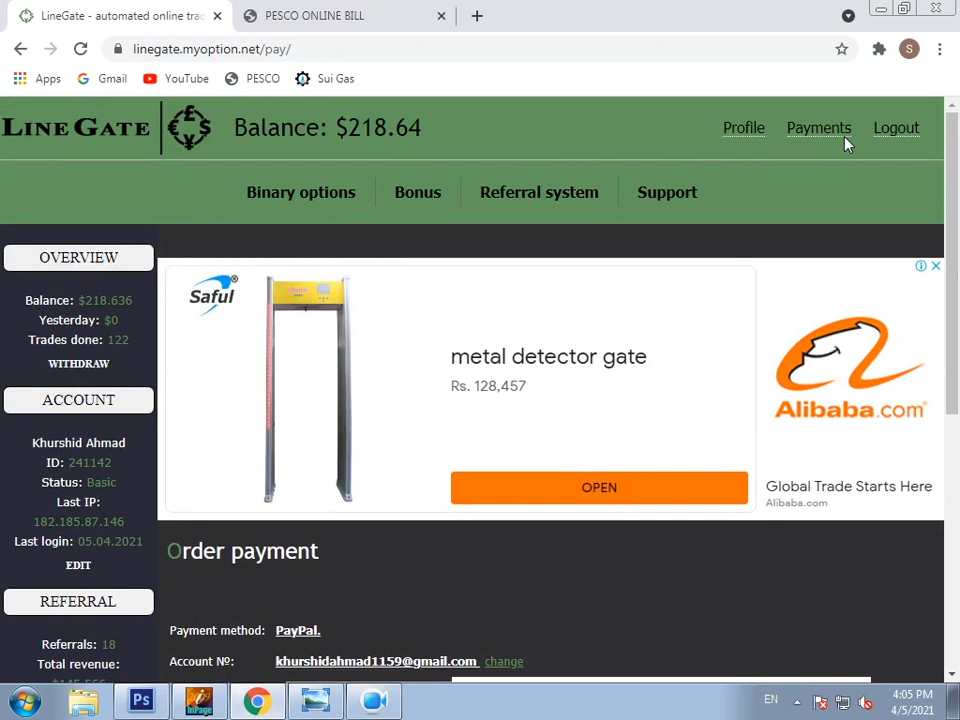 LineGate - automated online trad
PESCO ONLINE BILL
linegate.myoption.net/pay/
S
Apps
Gmail
YouTube
PESCO
Sui Gas
LINE GATE
Balance: $218.64
Profile
Payments
Logout
Binary options
Bonus
Referral system
Support
OVERVIEW
Balance: $218.636
Yesterday: $0
Trades done: 122
WITHDRAW
ACCOUNT
Khurshid Ahmad
ID: 241142
Status: Basic
Last IP:
182.185.87.146
Last login: 05.04.2021
EDIT
REFERRAL
Referrals: 18
Total revenue:
Saful®
metal detector gate
Rs. 128,457
OPEN
Alibaba.com
Global Trade Starts Here
Alibaba.com
Order payment
Payment method: PayPal.
Account Nº: khurshidahmad1159@gmail.com change
Ps
InPage
EN
4:05 PM
4/5/2021